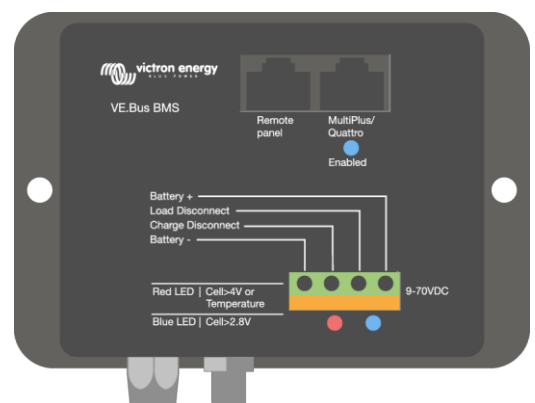 victron energy
BLUE POWER
VE.Bus BMS
Remote
panel
MultiPlus/
Quattro
Enabled
Battery +
Load Disconnect
Charge Disconnect
Battery -
9-70VDC
Red LED | Cell>4V or
Temperature
Blue LED | Cell>2.8V